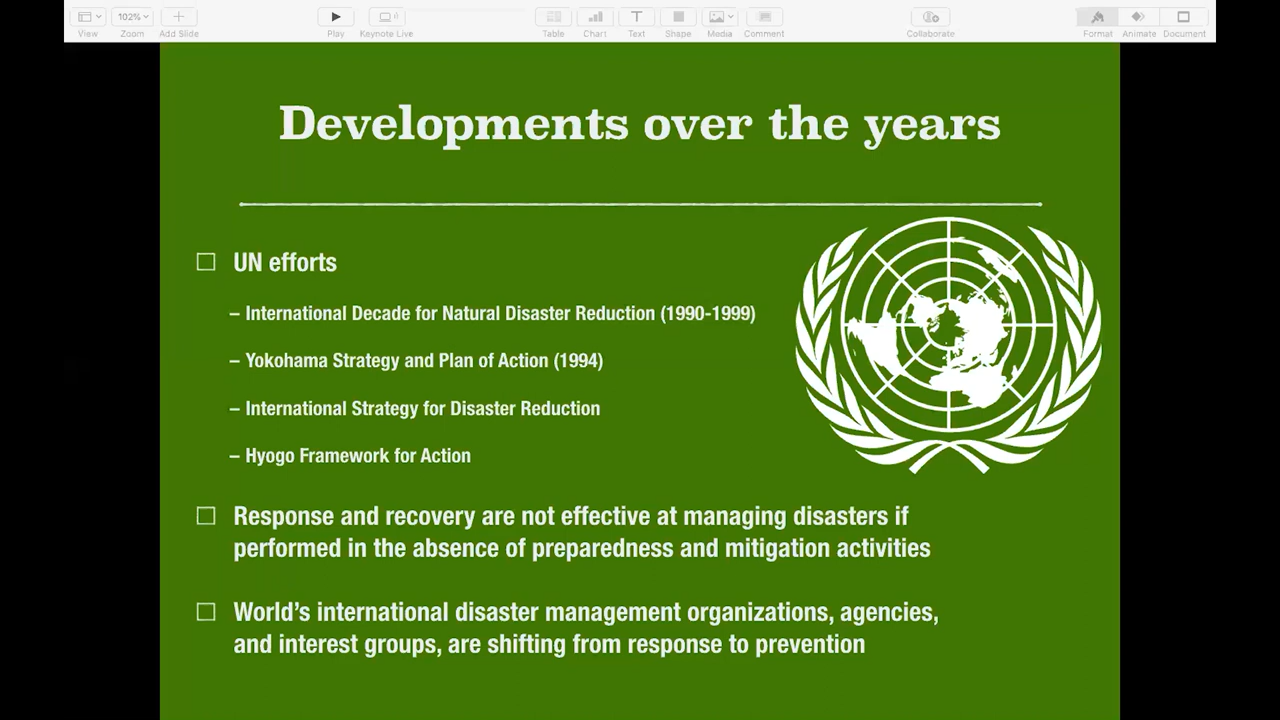 View
Zoom
Add Slide
Play
Keynote Live
Table
Chart
Text
Shape
Media
Comment
Collaborate
Format
Animate
Document
102%
Developments over the years
UN efforts
– International Decade for Natural Disaster Reduction (1990-1999)
– Yokohama Strategy and Plan of Action (1994)
– International Strategy for Disaster Reduction
– Hyogo Framework for Action
Response and recovery are not effective at managing disasters if
performed in the absence of preparedness and mitigation activities
World’s international disaster management organizations, agencies,
and interest groups, are shifting from response to prevention